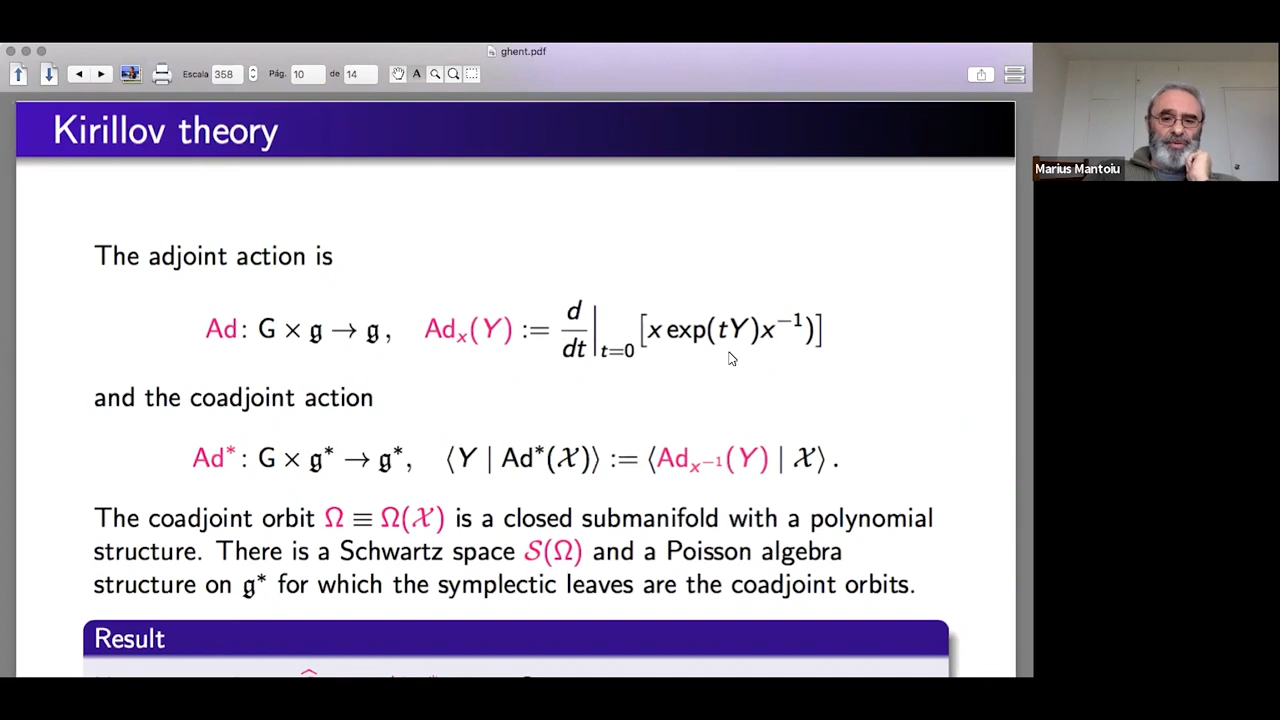 ghent.pdf
Escala 358 Pág. 10 de 14
A
Marius Mantoiu
Kirillov theory
The adjoint action is
Ad: G × 𝔤 → 𝔤 , Ad_x(Y) := d/dt |_{t=0} [x exp(tY)x^{−1})]
and the coadjoint action
Ad*: G × 𝔤* → 𝔤*, ⟨Y | Ad*(𝒳)⟩ := ⟨Ad_{x^{−1}}(Y) | 𝒳⟩ .
The coadjoint orbit Ω ≡ Ω(𝒳) is a closed submanifold with a polynomial
structure. There is a Schwartz space 𝒮(Ω) and a Poisson algebra
structure on 𝔤* for which the symplectic leaves are the coadjoint orbits.
Result